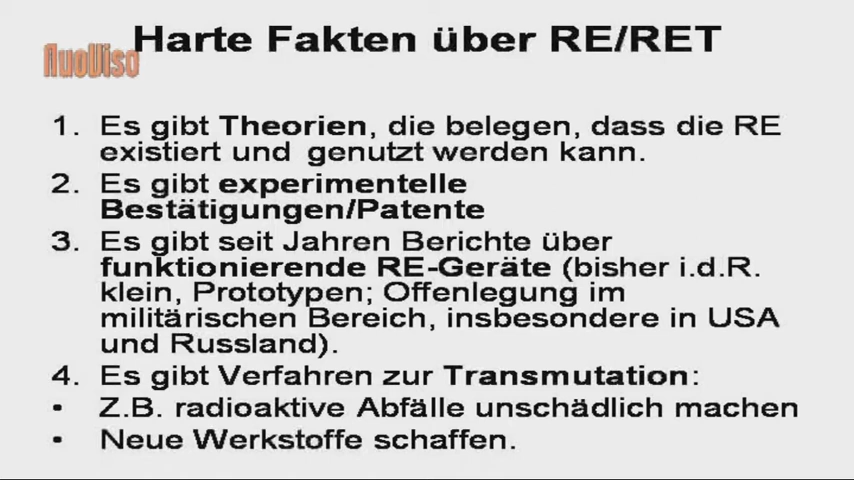 Harte Fakten über RE/RET
nuoViso
1. Es gibt Theorien, die belegen, dass die RE
existiert und genutzt werden kann.
2. Es gibt experimentelle
Bestätigungen/Patente
3. Es gibt seit Jahren Berichte über
funktionierende RE-Geräte (bisher i.d.R.
klein, Prototypen; Offenlegung im
militärischen Bereich, insbesondere in USA
und Russland).
4. Es gibt Verfahren zur Transmutation:
• Z.B. radioaktive Abfälle unschädlich machen
• Neue Werkstoffe schaffen.